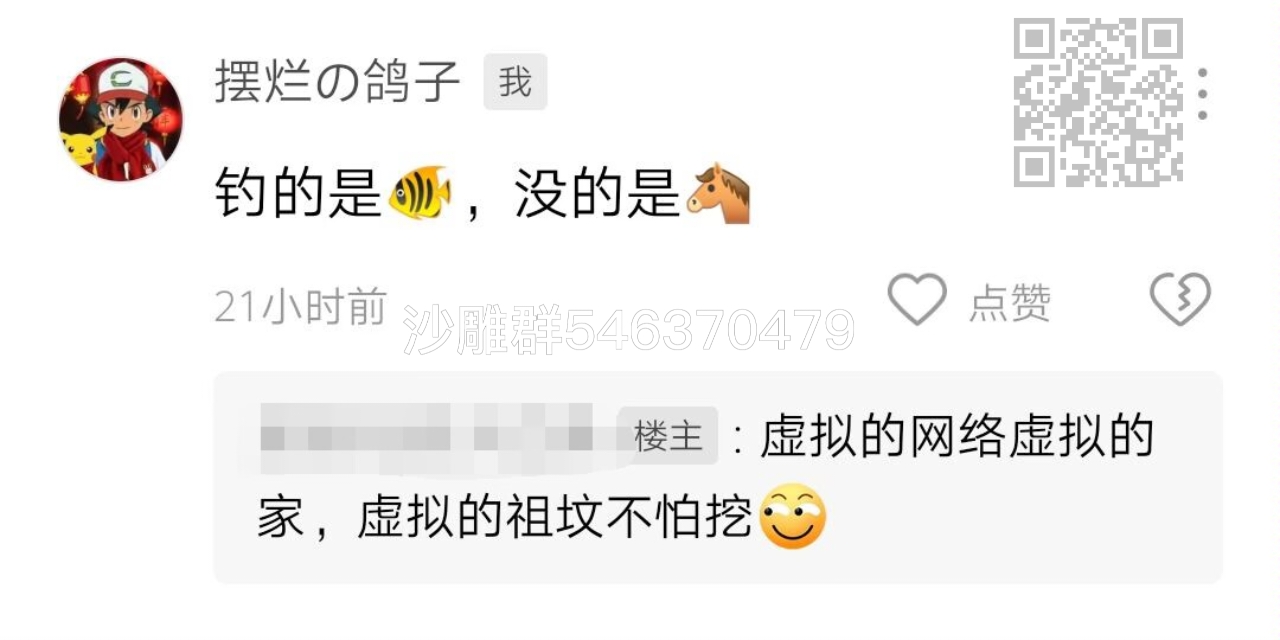 摆烂の鸽子 我
钓的是🐠，没的是🐴
21小时前 点赞
沙雕群546370479
楼主：虚拟的网络虚拟的
家，虚拟的祖坟不怕挖